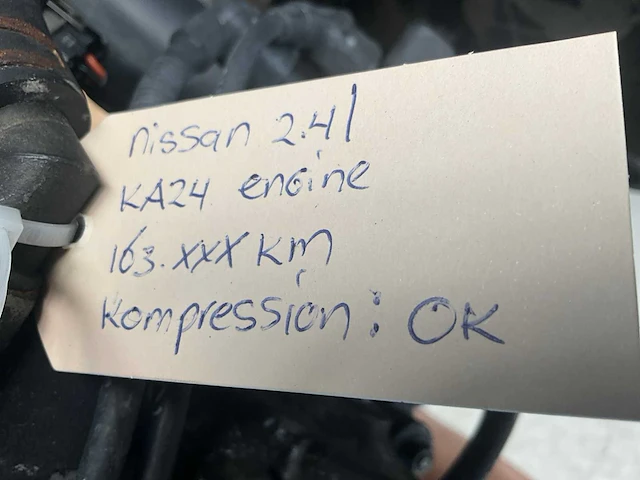 nissan 2.4l
KA24 engine
163.xxx km
Kompression: OK